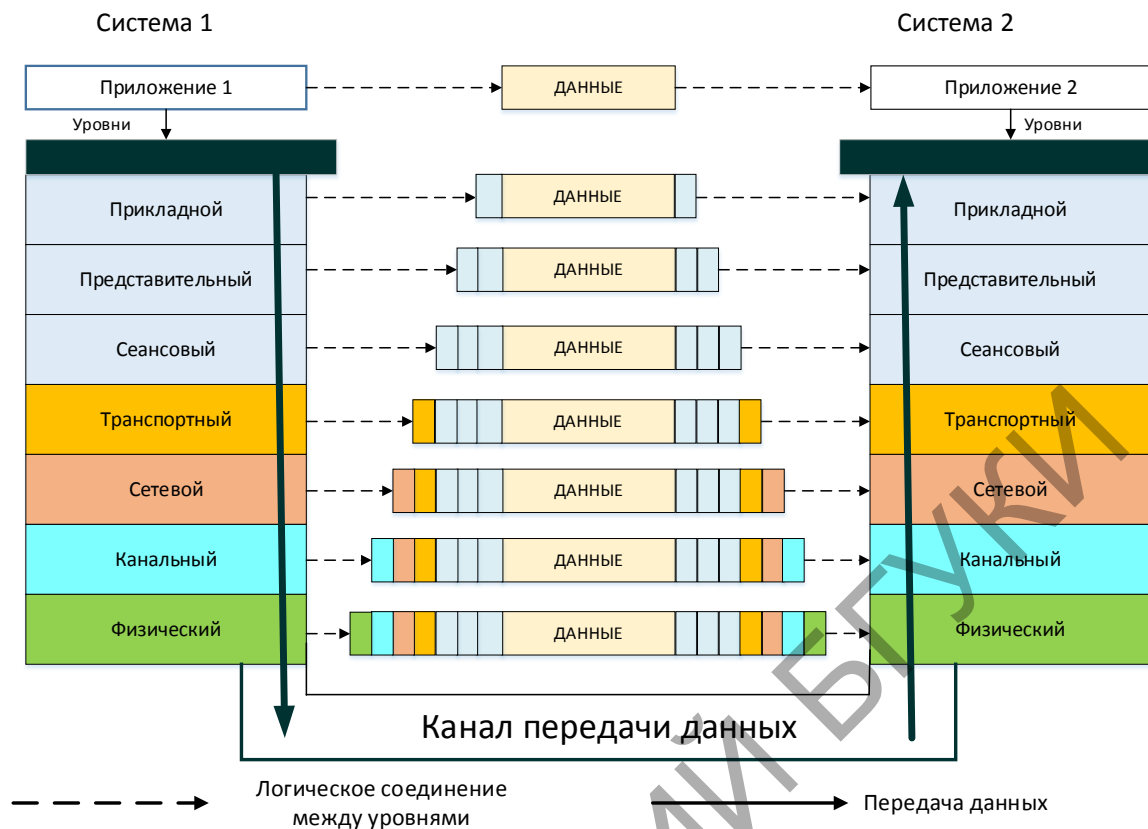 Система 1
Система 2
Приложение 1
ДАННЫЕ
Приложение 2
Уровни
Уровни
Прикладной
ДАННЫЕ
Прикладной
Представительный
ДАННЫЕ
Представительный
Сеансовый
ДАННЫЕ
Сеансовый
Транспортный
ДАННЫЕ
Транспортный
Сетевой
ДАННЫЕ
Сетевой
Канальный
ДАННЫЕ
Канальный
Физический
ДАННЫЕ
Физический
Канал передачи данных
Логическое соединение
между уровнями
Передача данных
БГУКИ